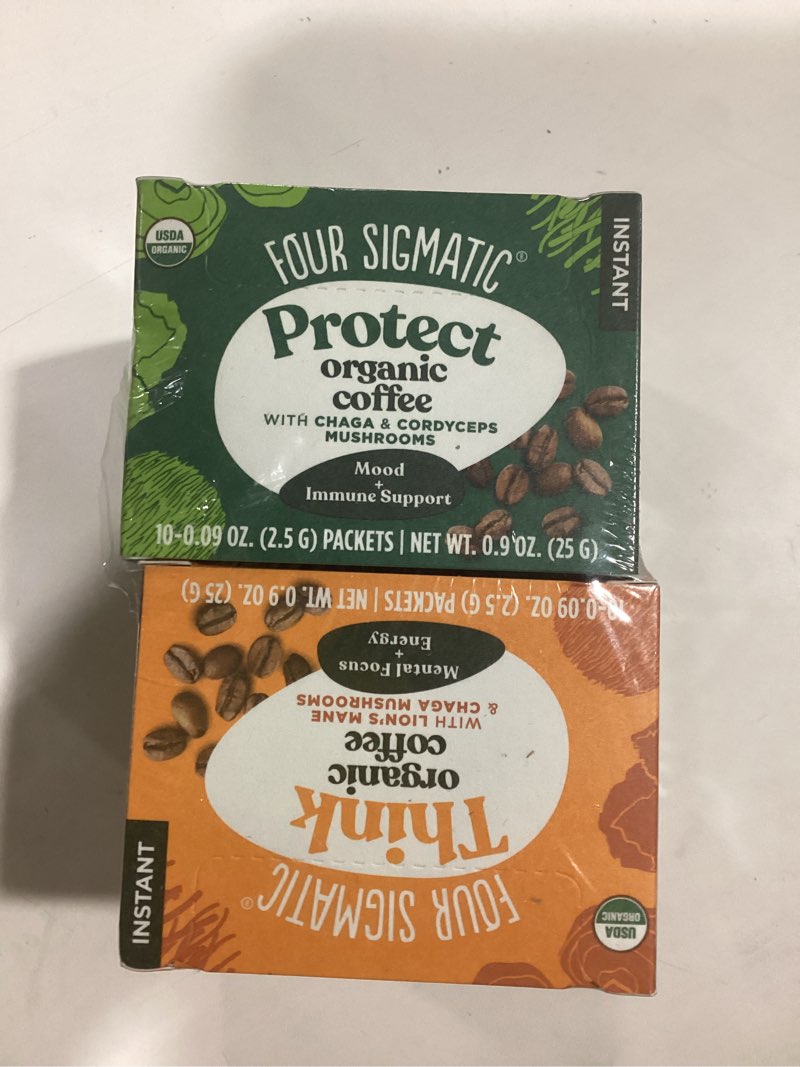 USDA
ORGANIC
FOUR SIGMATIC®
INSTANT
Protect
organic
coffee
WITH CHAGA & CORDYCEPS
MUSHROOMS
Mood
+
Immune Support
10-0.09 OZ. (2.5 G) PACKETS | NET WT. 0.9 OZ. (25 G)
USDA
ORGANIC
FOUR SIGMATIC®
INSTANT
Think
organic
coffee
WITH LION'S MANE
& CHAGA MUSHROOMS
Mental Focus
+
Energy
10-0.09 OZ. (2.5 G) PACKETS | NET WT. 0.9 OZ. (25 G)